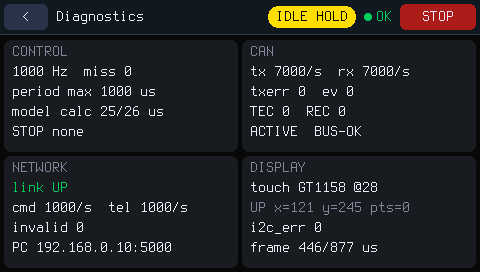 < Diagnostics IDLE HOLD OK STOP
CONTROL
1000 Hz miss 0
period max 1000 us
model calc 25/26 us
STOP none
CAN
tx 7000/s rx 7000/s
txerr 0 ev 0
TEC 0 REC 0
ACTIVE BUS-OK
NETWORK
link UP
cmd 1000/s tel 1000/s
invalid 0
PC 192.168.0.10:5000
DISPLAY
touch GT1158 @28
UP x=121 y=245 pts=0
i2c_err 0
frame 446/877 us